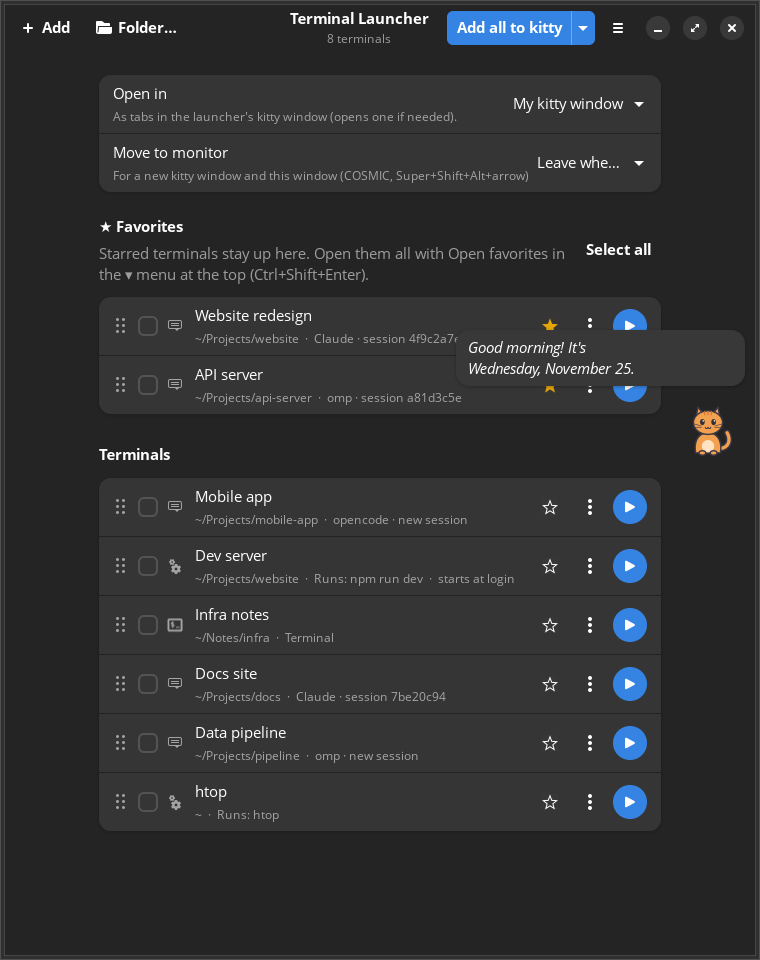 Add
Folder...
Terminal Launcher
8 terminals
Add all to kitty
Open in
As tabs in the launcher's kitty window (opens one if needed).
My kitty window
Move to monitor
For a new kitty window and this window (COSMIC, Super+Shift+Alt+arrow)
Leave whe...
★ Favorites
Starred terminals stay up here. Open them all with Open favorites in
the ▾ menu at the top (Ctrl+Shift+Enter).
Select all
Website redesign
~/Projects/website · Claude · session 4f9c2a7e
Good morning! It's
Wednesday, November 25.
API server
~/Projects/api-server · omp · session a81d3c5e
Terminals
Mobile app
~/Projects/mobile-app · opencode · new session
Dev server
~/Projects/website · Runs: npm run dev · starts at login
Infra notes
~/Notes/infra · Terminal
Docs site
~/Projects/docs · Claude · session 7be20c94
Data pipeline
~/Projects/pipeline · omp · new session
htop
~ · Runs: htop